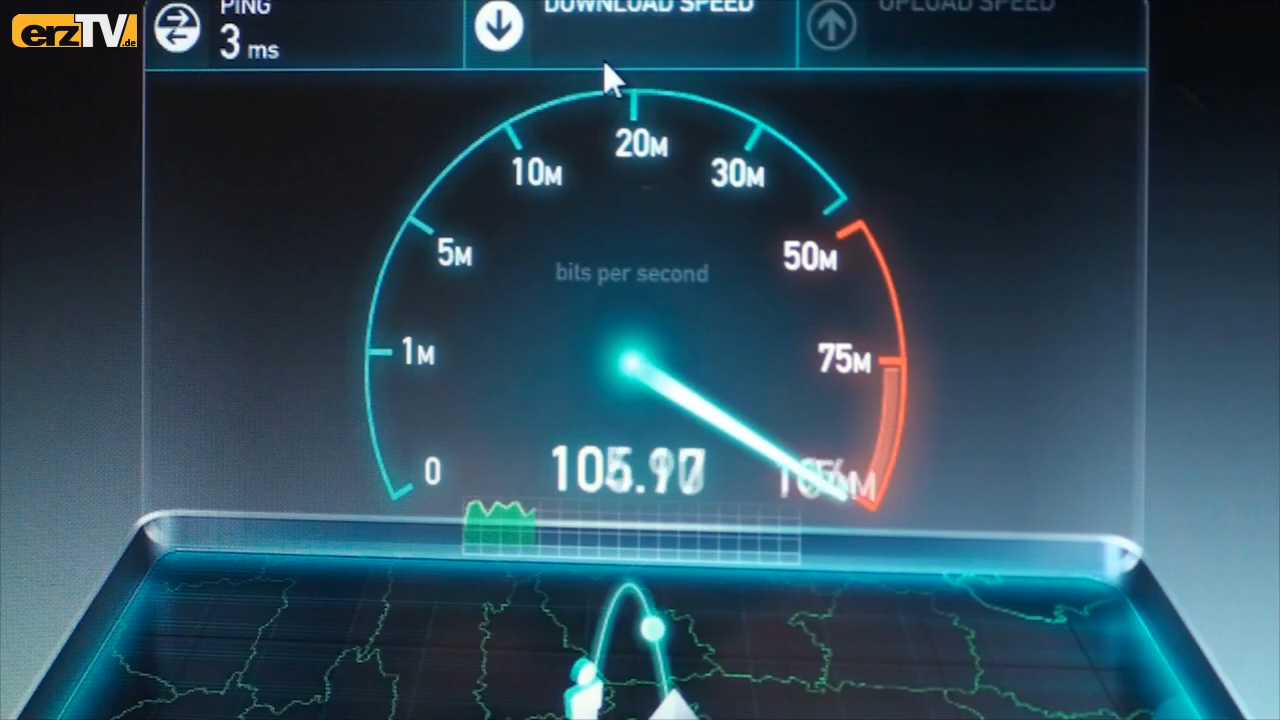 erzTV.de
PING
3 ms
DOWNLOAD SPEED
UPLOAD SPEED
20M
10M
30M
5M
50M
bits per second
1M
75M
0